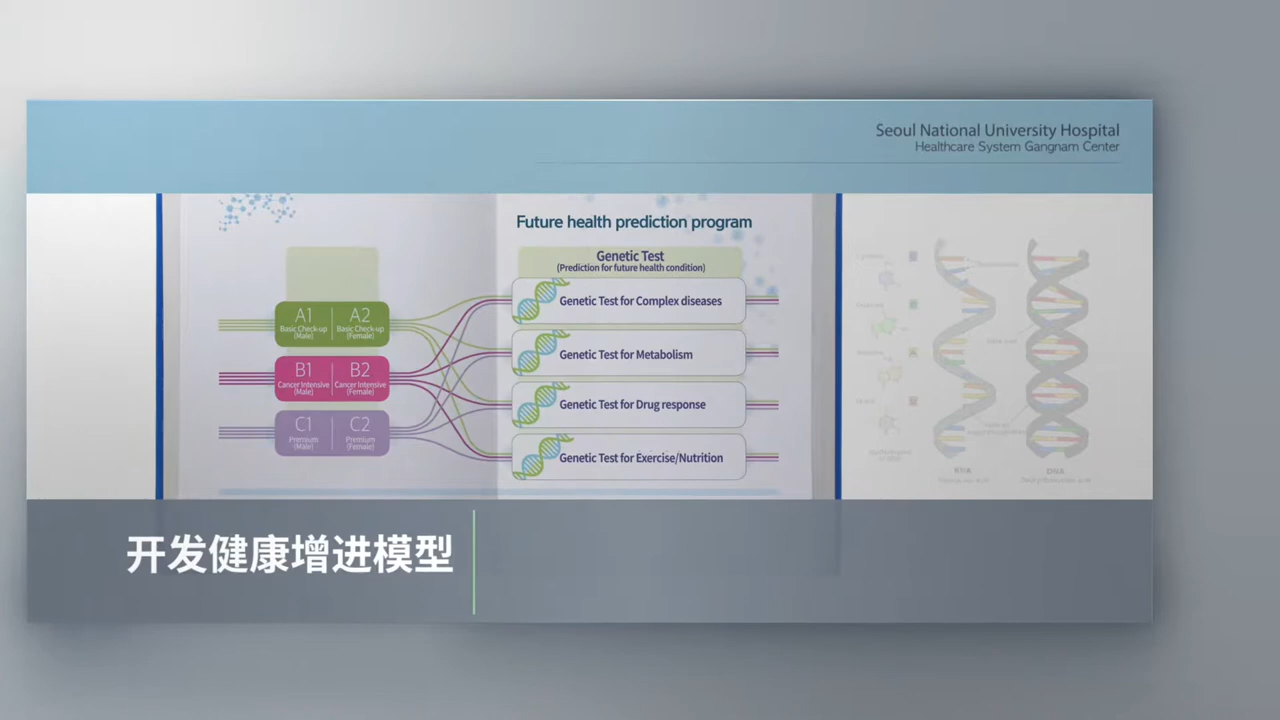 Seoul National University Hospital
Healthcare System Gangnam Center
Future health prediction program
Genetic Test
(Prediction for future health condition)
A1 A2
Basic Check-up Basic Check-up
(Male) (Female)
B1 B2
Cancer Intensive Cancer Intensive
(Male) (Female)
C1 C2
Premium Premium
(Male) (Female)
Genetic Test for Complex diseases
Genetic Test for Metabolism
Genetic Test for Drug response
Genetic Test for Exercise/Nutrition
RNA DNA
开发健康增进模型